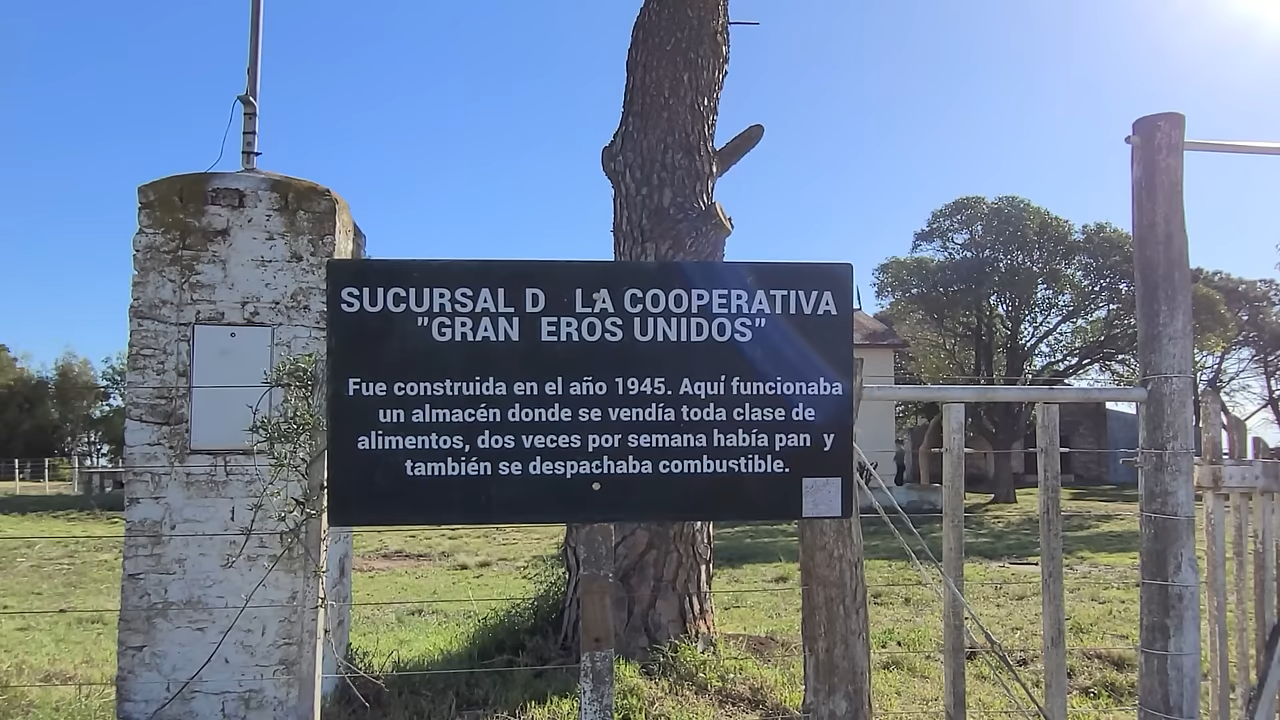 SUCURSAL D LA COOPERATIVA
"GRAN EROS UNIDOS"
Fue construida en el año 1945. Aquí funcionaba
un almacén donde se vendía toda clase de
alimentos, dos veces por semana había pan y
también se despachaba combustible.